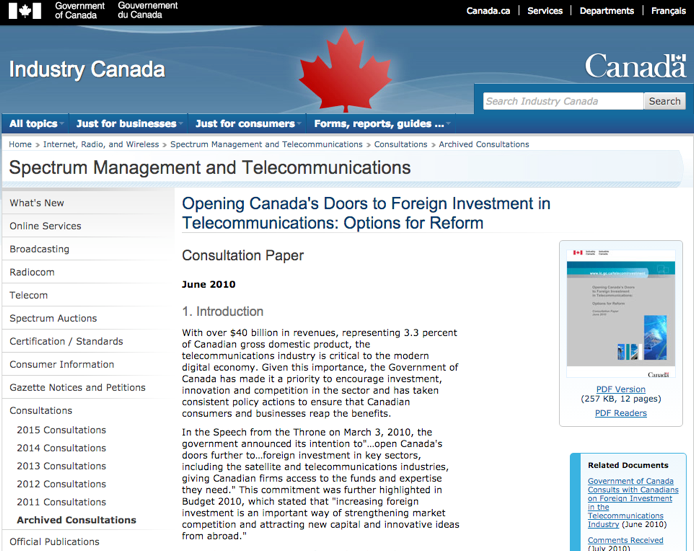 Government of Canada
Gouvernement du Canada
Canada.ca | Services | Departments | Français
Industry Canada
Canada
Search Industry Canada
Search
All topics
Just for businesses
Just for consumers
Forms, reports, guides ...
Home > Internet, Radio, and Wireless > Spectrum Management and Telecommunications > Consultations > Archived Consultations
Spectrum Management and Telecommunications
What's New
Online Services
Broadcasting
Radiocom
Telecom
Spectrum Auctions
Certification / Standards
Consumer Information
Gazette Notices and Petitions
Consultations
2015 Consultations
2014 Consultations
2013 Consultations
2012 Consultations
2011 Consultations
Archived Consultations
Official Publications
Opening Canada's Doors to Foreign Investment in
Telecommunications: Options for Reform
Consultation Paper
June 2010
1. Introduction
With over $40 billion in revenues, representing 3.3 percent
of Canadian gross domestic product, the
telecommunications industry is critical to the modern
digital economy. Given this importance, the Government of
Canada has made it a priority to encourage investment,
innovation and competition in the sector and has taken
consistent policy actions to ensure that Canadian
consumers and businesses reap the benefits.
In the Speech from the Throne on March 3, 2010, the
government announced its intention to"...open Canada's
doors further to...foreign investment in key sectors,
including the satellite and telecommunications industries,
giving Canadian firms access to the funds and expertise
they need." This commitment was further highlighted in
Budget 2010, which stated that "increasing foreign
investment is an important way of strengthening market
competition and attracting new capital and innovative ideas
from abroad."
Opening Canada's Doors
to Foreign Investment
in Telecommunications:
Options for Reform
Consultation Paper
June 2010
Canada
PDF Version
(257 KB, 12 pages)
PDF Readers
Related Documents
Government of Canada
Consults with Canadians
on Foreign Investment
in the
Telecommunications
Industry (June 2010)
Comments Received
(July 2010)